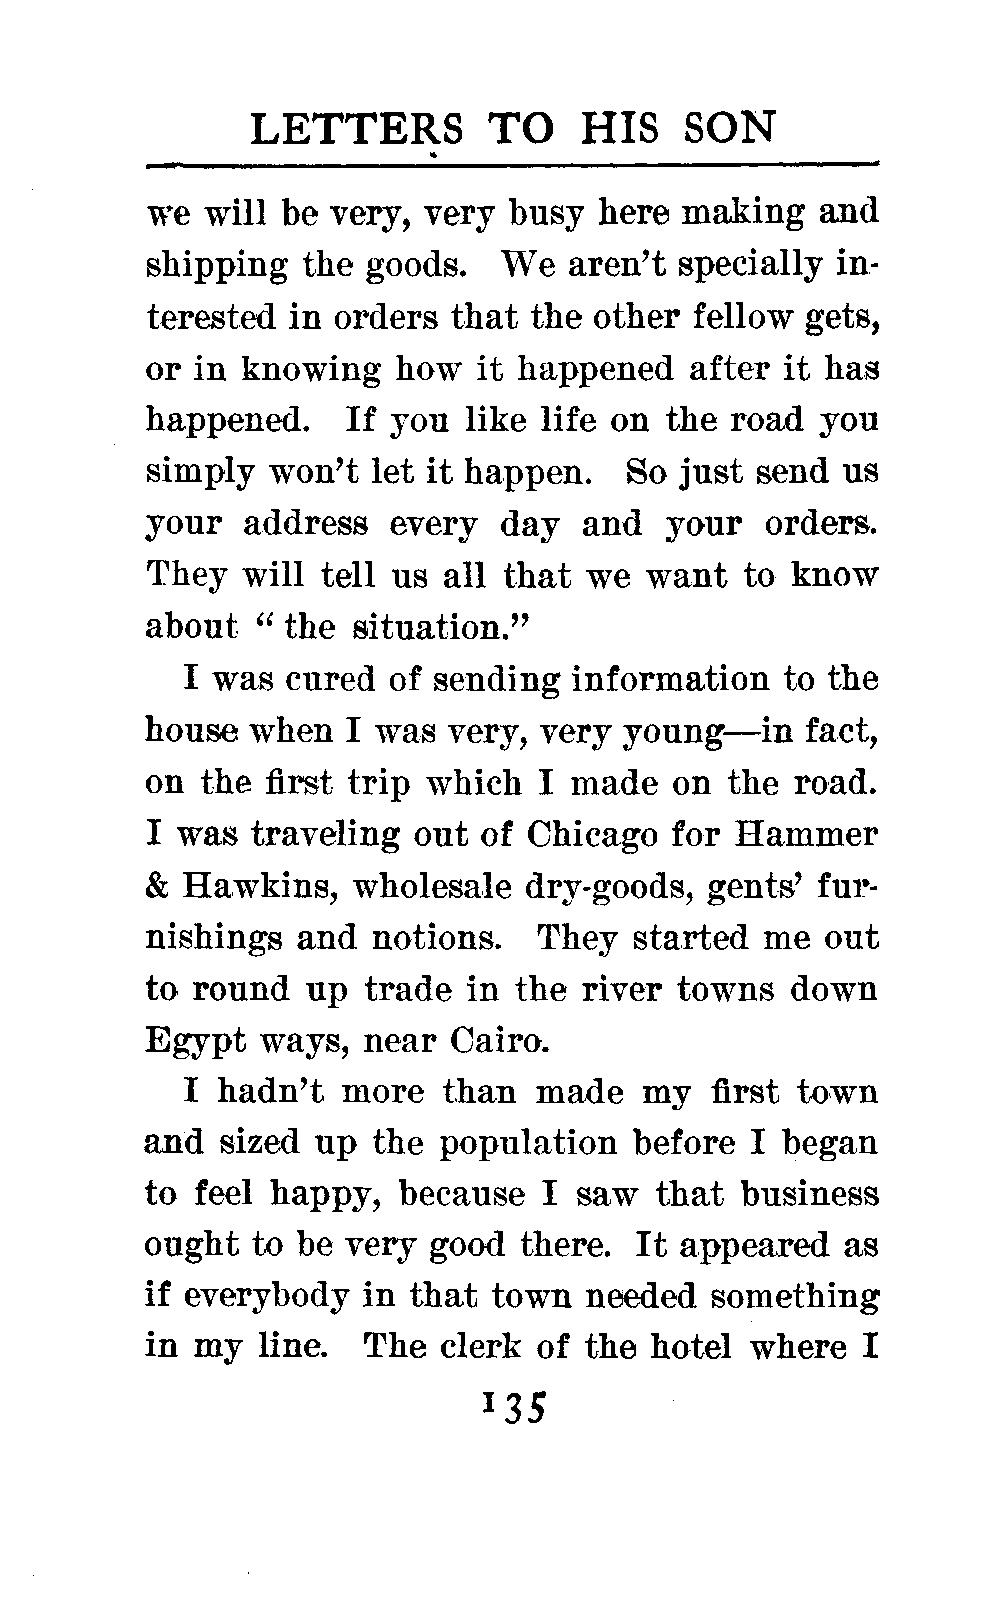 LETTERS TO HIS SON
we will be very, very busy here making and
shipping the goods. We aren't specially in-
terested in orders that the other fellow gets,
or in knowing how it happened after it has
happened. If you like life on the road you
simply won't let it happen. So just send us
your address every day and your orders.
They will tell us all that we want to know
about “ the situation.”
I was cured of sending information to the
house when I was very, very young—in fact,
on the first trip which I made on the road.
I was traveling out of Chicago for Hammer
& Hawkins, wholesale dry-goods, gents' fur-
nishings and notions. They started me out
to round up trade in the river towns down
Egypt ways, near Cairo.
I hadn't more than made my first town
and sized up the population before I began
to feel happy, because I saw that business
ought to be very good there. It appeared as
if everybody in that town needed something
in my line. The clerk of the hotel where I
135